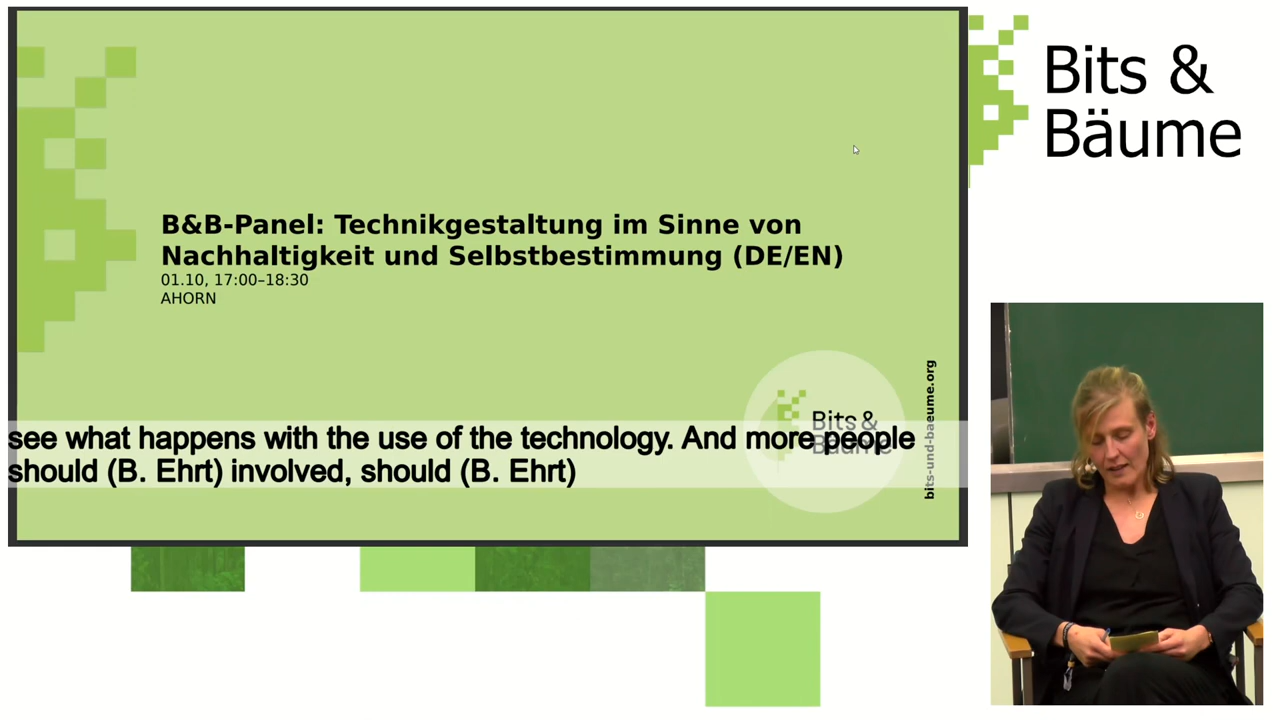 B&B-Panel: Technikgestaltung im Sinne von
Nachhaltigkeit und Selbstbestimmung (DE/EN)
01.10, 17:00–18:30
AHORN
Bits &
Bäume
bits-und-baeume.org
see what happens with the use of the technology. And more people
should (B. Ehrt) involved, should (B. Ehrt)
Bits &
Bäume